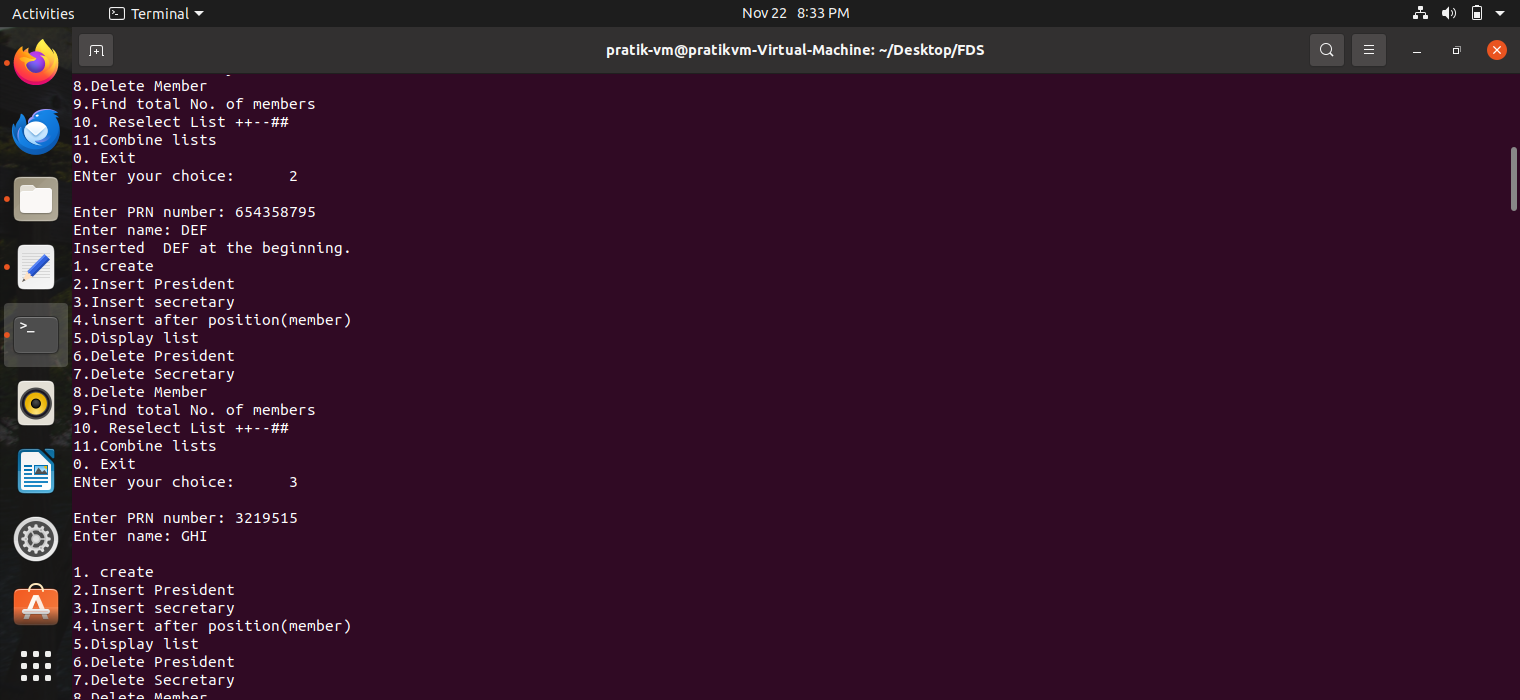 Activities Terminal Nov 22 8:33 PM
pratik-vm@pratikvm-Virtual-Machine: ~/Desktop/FDS
8.Delete Member
9.Find total No. of members
10. Reselect List ++--##
11.Combine lists
0. Exit
ENter your choice: 2
Enter PRN number: 654358795
Enter name: DEF
Inserted  DEF at the beginning.
1. create
2.Insert President
3.Insert secretary
4.insert after position(member)
5.Display list
6.Delete President
7.Delete Secretary
8.Delete Member
9.Find total No. of members
10. Reselect List ++--##
11.Combine lists
0. Exit
ENter your choice: 3
Enter PRN number: 3219515
Enter name: GHI
1. create
2.Insert President
3.Insert secretary
4.insert after position(member)
5.Display list
6.Delete President
7.Delete Secretary
8.Delete Member